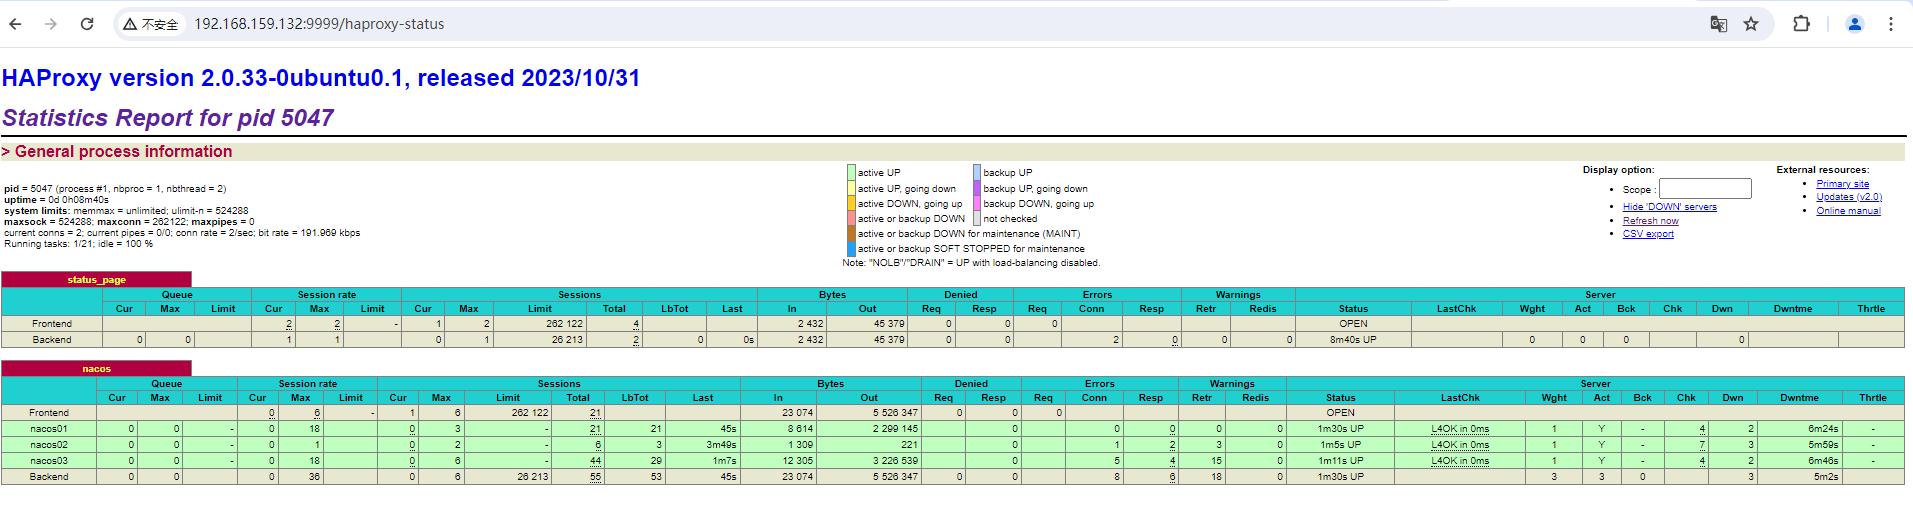 不安全 192.168.159.132:9999/haproxy-status
HAProxy version 2.0.33-0ubuntu0.1, released 2023/10/31
Statistics Report for pid 5047
> General process information
pid = 5047 (process #1, nbproc = 1, nbthread = 2)
uptime = 0d 0h08m40s
system limits: memmax = unlimited; ulimit-n = 524288
maxsock = 524288; maxconn = 262122; maxpipes = 0
current conns = 2; current pipes = 0/0; conn rate = 2/sec; bit rate = 191.969 kbps
Running tasks: 1/21; idle = 100 %
active UP backup UP
active UP, going down backup UP, going down
active DOWN, going up backup DOWN, going up
active or backup DOWN not checked
active or backup DOWN for maintenance (MAINT)
active or backup SOFT STOPPED for maintenance
Note: "NOLB"/"DRAIN" = UP with load-balancing disabled.
Display option:
Scope :
Hide 'DOWN' servers
Refresh now
CSV export
External resources:
Primary site
Updates (v2.0)
Online manual
status_page
Queue Session rate Sessions Bytes Denied Errors Warnings Server
Cur Max Limit Cur Max Limit Cur Max Limit Total LbTot Last In Out Req Resp Req Conn Resp Retr Redis Status LastChk Wght Act Bck Chk Dwn Dwntme Thrtle
Frontend 2 2 - 1 2 262 122 4 2 432 45 379 0 0 0 OPEN
Backend 0 0 1 1 0 1 26 213 2 0 0s 2 432 45 379 0 0 2 0 0 0 8m40s UP 0 0 0 0
nacos
Queue Session rate Sessions Bytes Denied Errors Warnings Server
Cur Max Limit Cur Max Limit Cur Max Limit Total LbTot Last In Out Req Resp Req Conn Resp Retr Redis Status LastChk Wght Act Bck Chk Dwn Dwntme Thrtle
Frontend 0 6 - 1 6 262 122 21 23 074 5 526 347 0 0 0 OPEN
nacos01 0 0 - 0 18 0 3 - 21 21 45s 8 614 2 299 145 0 0 0 0 0 1m30s UP L4OK in 0ms 1 Y - 4 2 6m24s -
nacos02 0 0 - 0 1 0 2 - 6 3 3m49s 1 309 221 0 3 2 3 0 1m5s UP L4OK in 0ms 1 Y - 7 3 5m59s -
nacos03 0 0 - 0 18 0 6 - 44 29 1m7s 12 305 3 226 539 0 5 4 15 0 1m11s UP L4OK in 0ms 1 Y - 4 2 6m46s -
Backend 0 0 0 36 0 6 26 213 55 53 45s 23 074 5 526 347 0 0 8 6 18 0 1m30s UP 3 3 0 3 5m2s